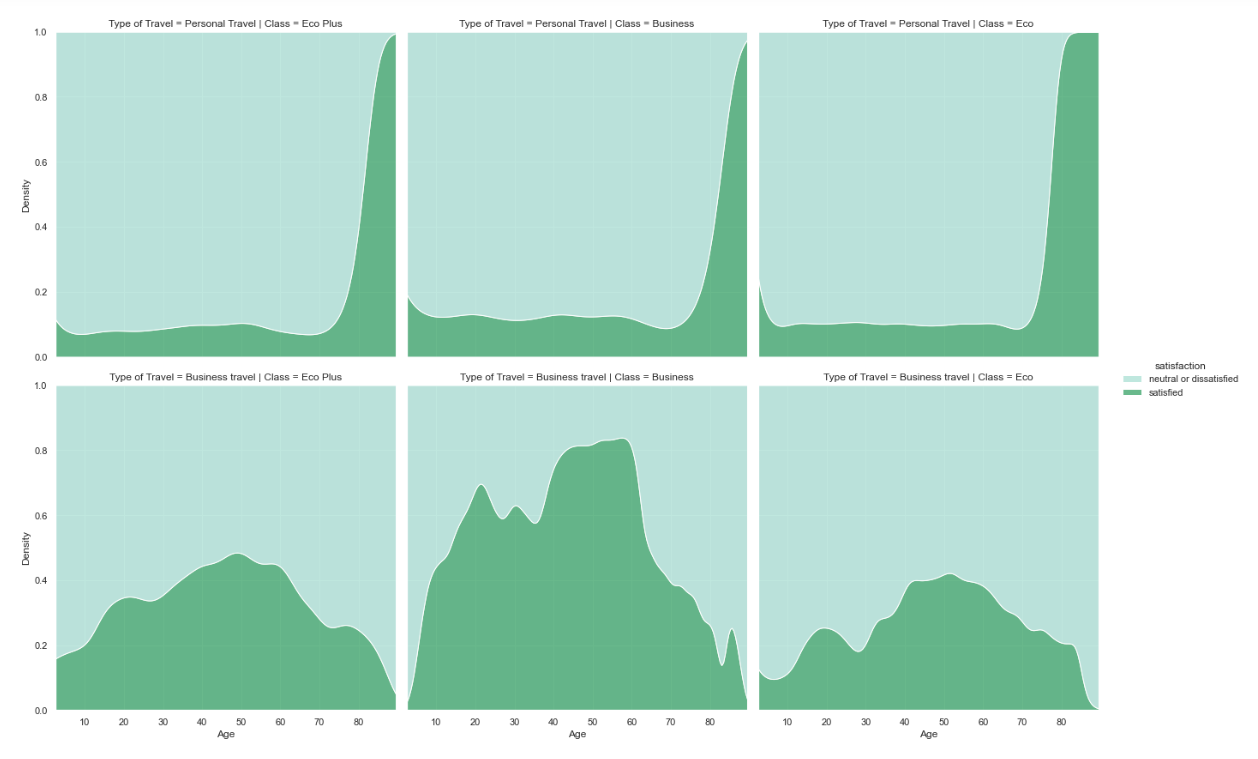 Type of Travel = Personal Travel | Class = Eco Plus
Type of Travel = Personal Travel | Class = Business
Type of Travel = Personal Travel | Class = Eco
1.0
0.8
0.6
0.4
0.2
0.0
Density
Type of Travel = Business travel | Class = Eco Plus
Type of Travel = Business travel | Class = Business
Type of Travel = Business travel | Class = Eco
1.0
0.8
0.6
0.4
0.2
0.0
Density
10 20 30 40 50 60 70 80
Age
10 20 30 40 50 60 70 80
Age
10 20 30 40 50 60 70 80
Age
satisfaction
neutral or dissatisfied
satisfied